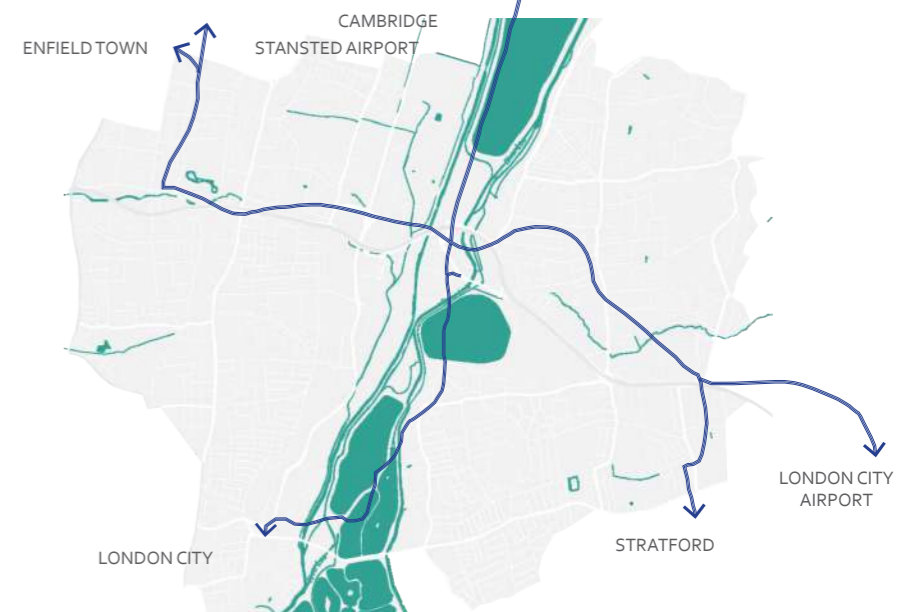 CAMBRIDGE
ENFIELD TOWN
STANSTED AIRPORT
LONDON CITY
AIRPORT
STRATFORD
LONDON CITY